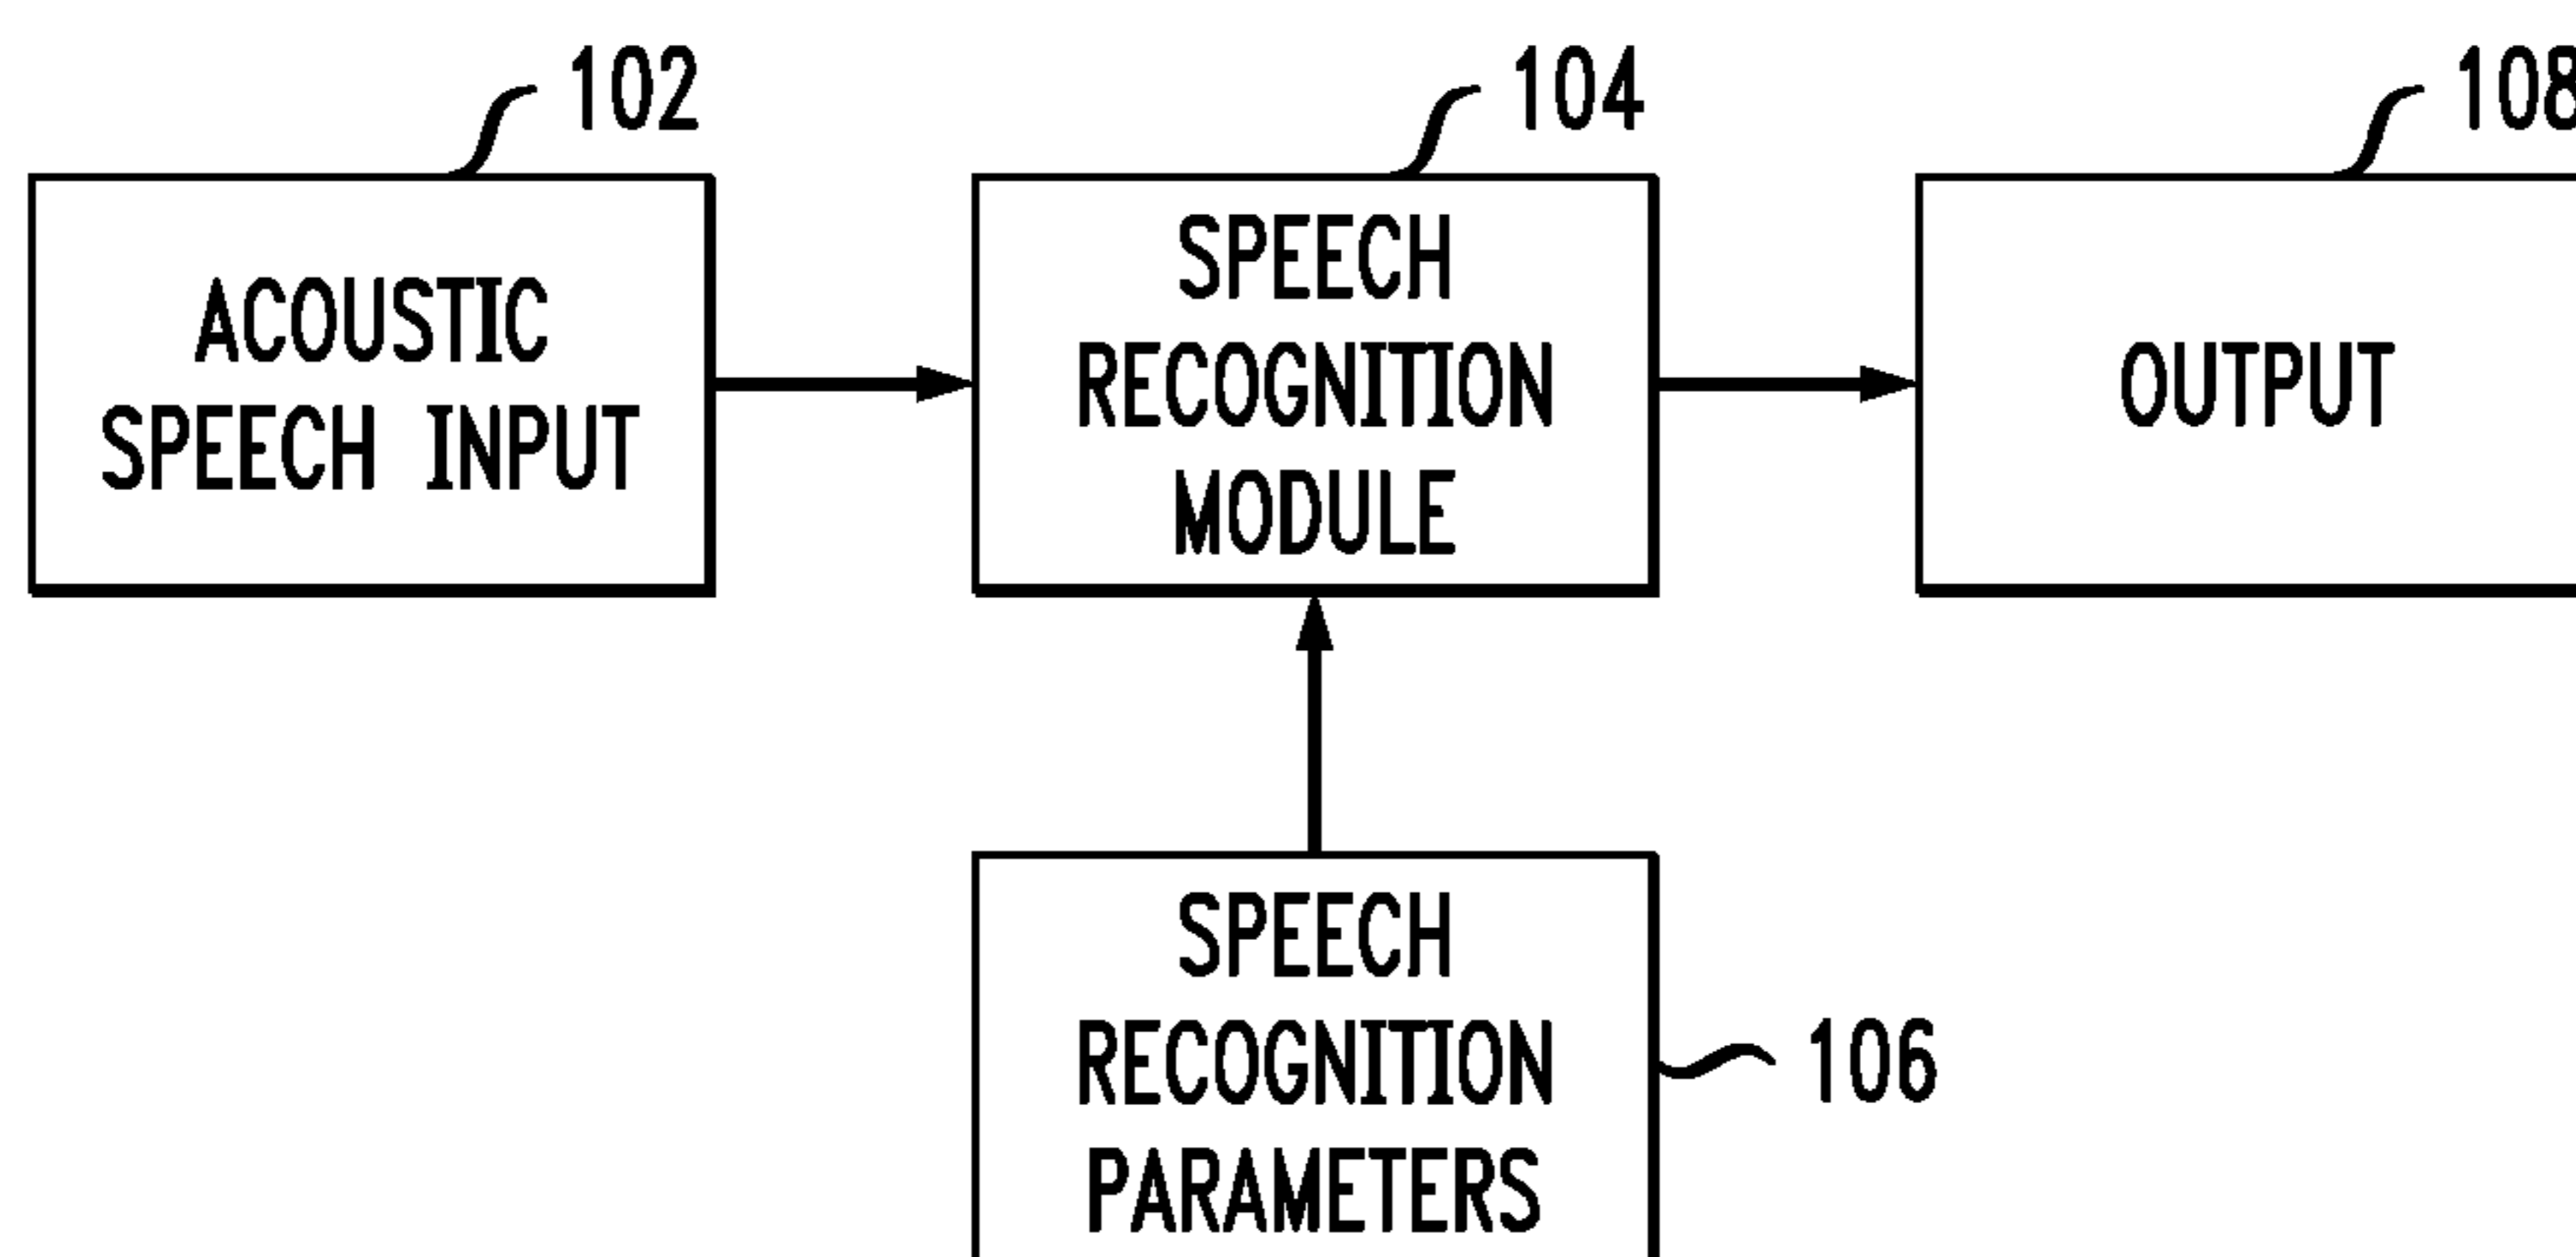 102
104
108
ACOUSTIC
SPEECH INPUT
SPEECH
RECOGNITION
MODULE
OUTPUT
SPEECH
RECOGNITION
PARAMETERS
106